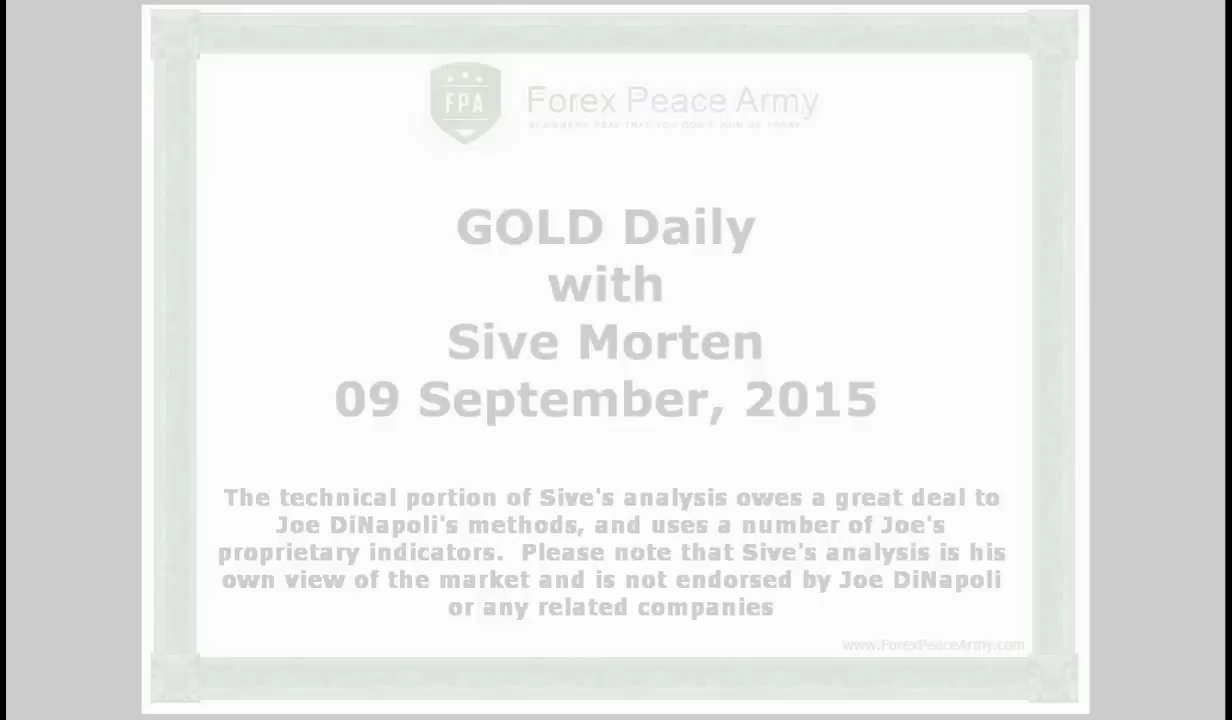 FPA
Forex Peace Army
GOLD Daily
with
Sive Morten
09 September, 2015
The technical portion of Sive's analysis owes a great deal to
Joe DiNapoli's methods, and uses a number of Joe's
proprietary indicators.  Please note that Sive's analysis is his
own view of the market and is not endorsed by Joe DiNapoli
or any related companies
www.ForexPeaceArmy.com